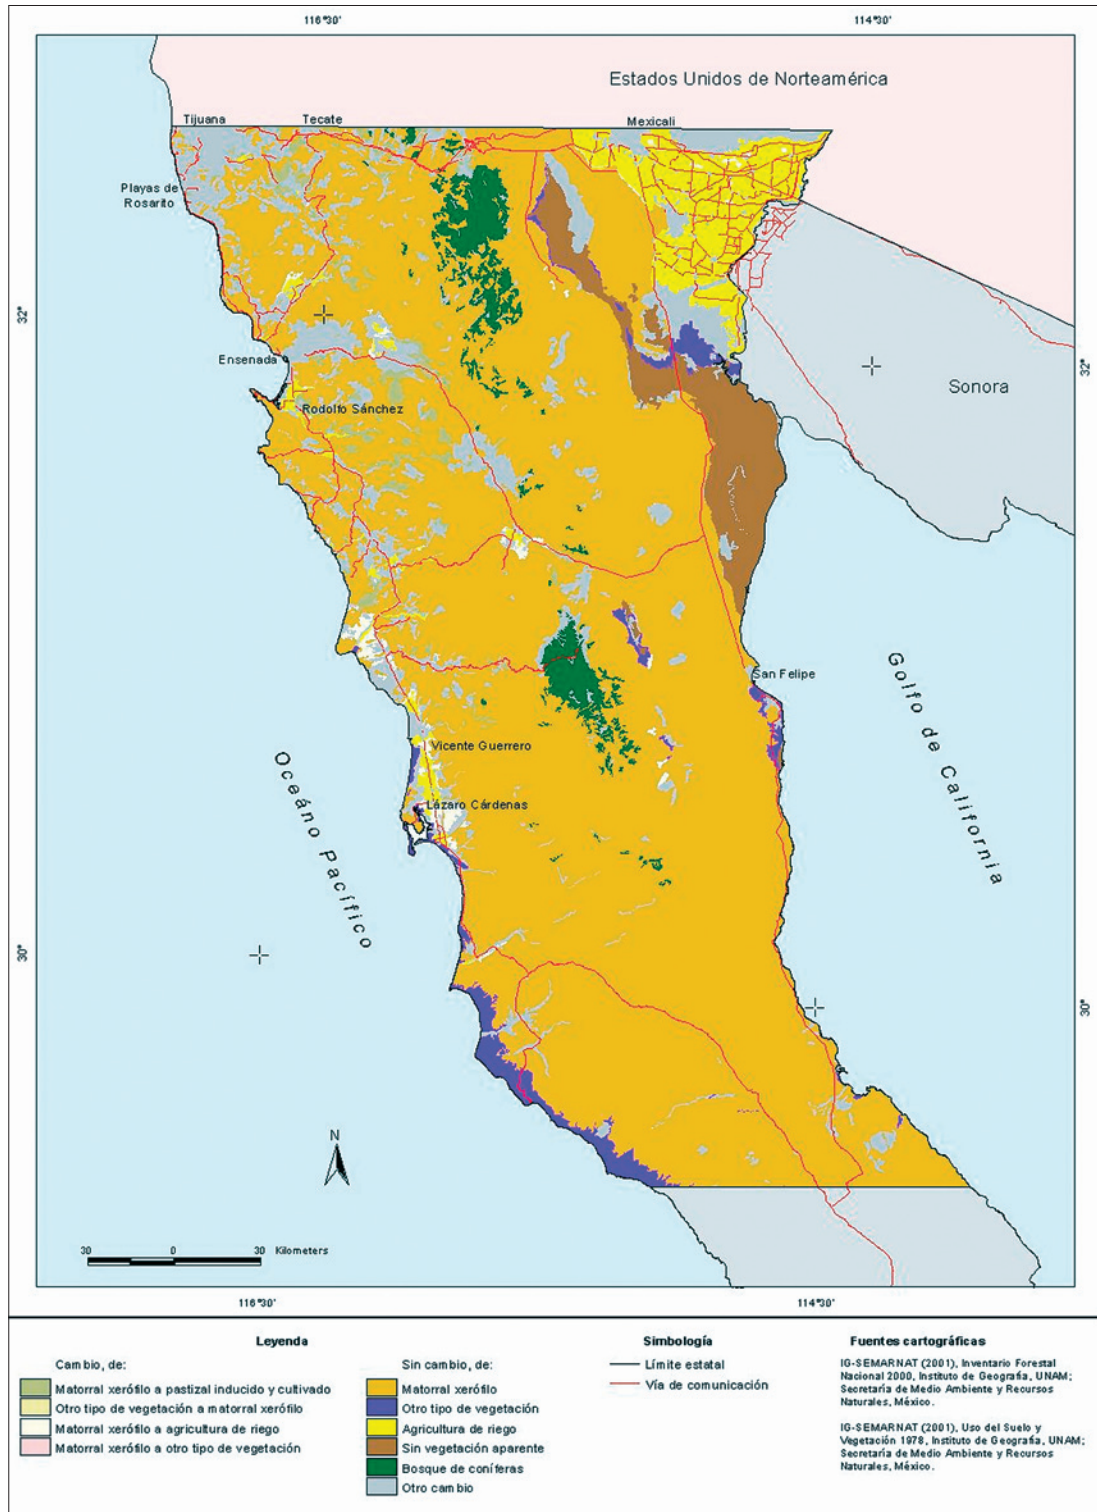 116°30'
114°30'
Estados Unidos de Norteamérica
Tijuana
Tecate
Mexicali
Playas de
Rosarito
32°
32°
Ensenada
Sonora
Rodolfo Sánchez
San Felipe
Golfo de California
Vicente Guerrero
Lázaro Cárdenas
Oceáno Pacífico
30°
30°
N
30
0
30
Kilometers
116°30'
114°30'
Leyenda
Cambio, de:
Matorral xerófilo a pastizal inducido y cultivado
Otro tipo de vegetación a matorral xerófilo
Matorral xerófilo a agricultura de riego
Matorral xerófilo a otro tipo de vegetación
Sin cambio, de:
Matorral xerófilo
Otro tipo de vegetación
Agricultura de riego
Sin vegetación aparente
Bosque de coníferas
Otro cambio
Simbología
Límite estatal
Vía de comunicación
Fuentes cartográficas
IG-SEMARNAT (2001), Inventario Forestal
Nacional 2000, Instituto de Geografía, UNAM;
Secretaría de Medio Ambiente y Recursos
Naturales, México.
IG-SEMARNAT (2001), Uso del Suelo y
Vegetación 1978, Instituto de Geografía, UNAM;
Secretaría de Medio Ambiente y Recursos
Naturales, México.